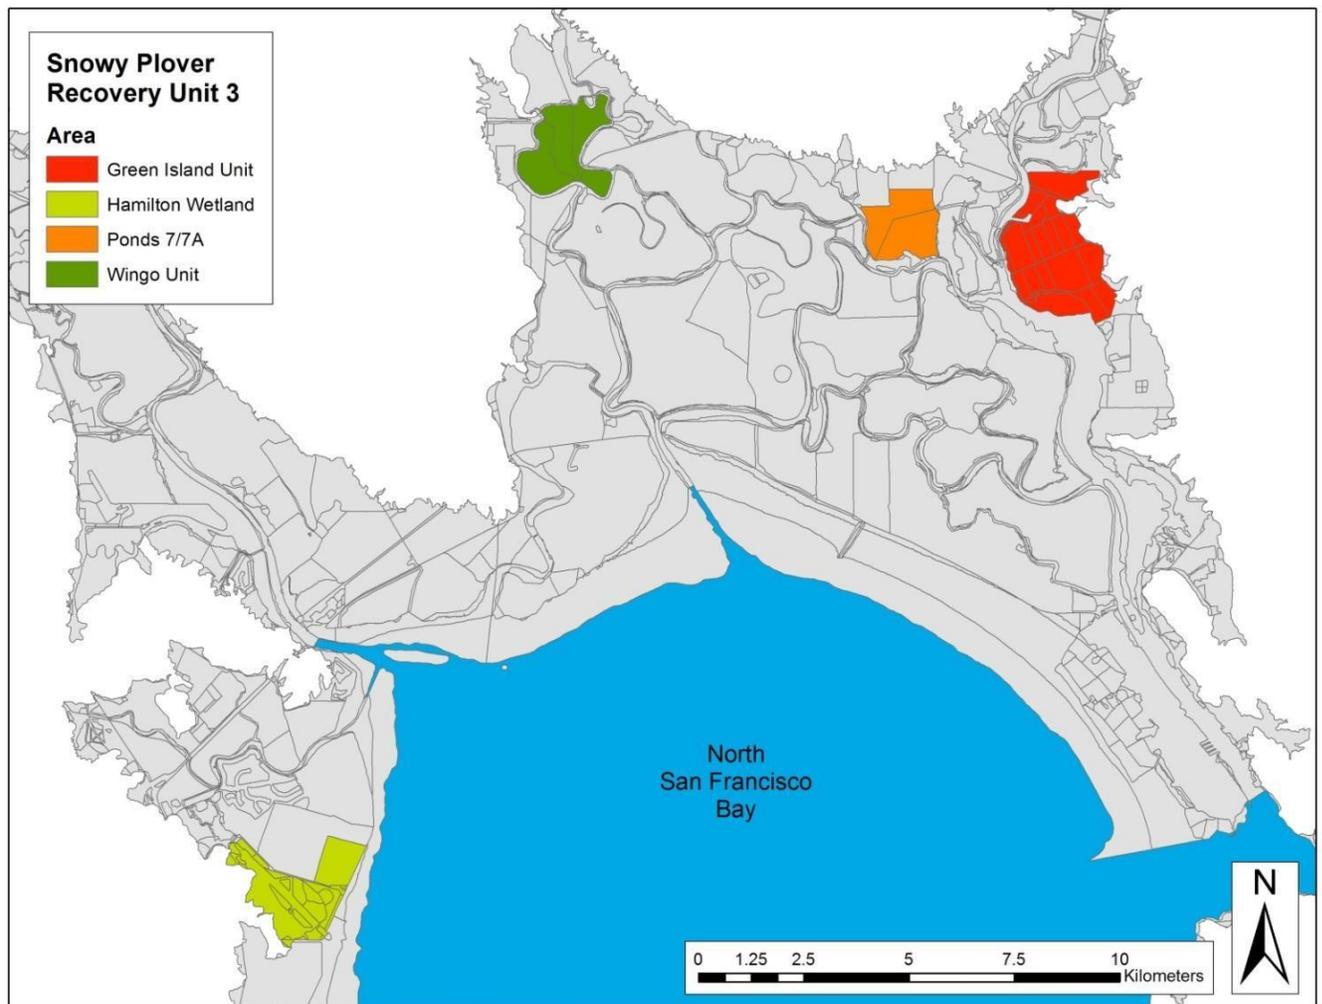 Snowy Plover
Recovery Unit 3
Area
Green Island Unit
Hamilton Wetland
Ponds 7/7A
Wingo Unit
North
San Francisco
Bay
N
0 1.25 2.5 5 7.5 10
Kilometers